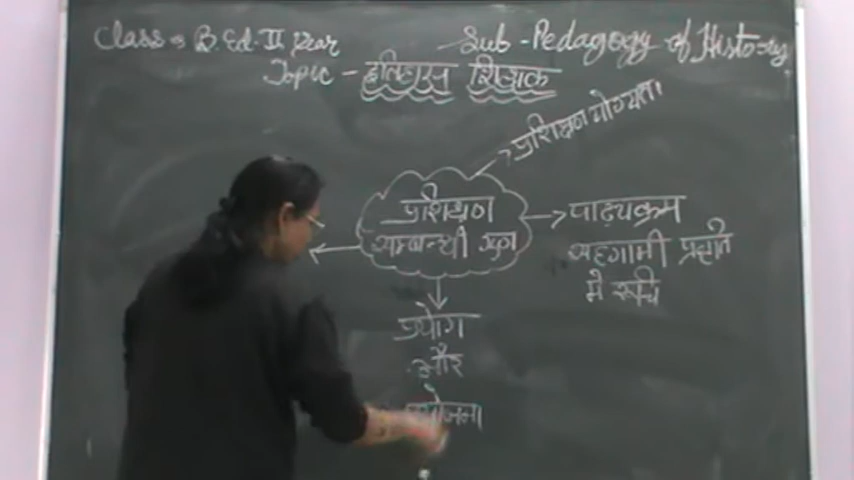 Class → B.Ed. II Year
Sub - Pedagogy of History
Topic - इतिहास शिक्षक
प्रशिक्षण योग्यता
प्रशिक्षण
सम्बन्धी गुण
पाठ्यक्रम
सहगामी प्रवृति
मे रूचि
प्रयोग
और